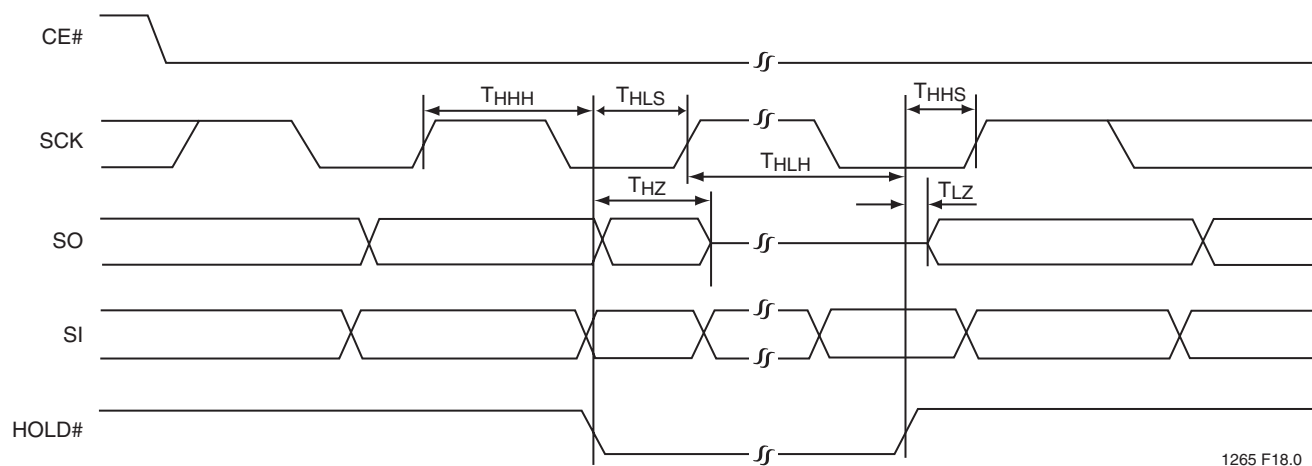 CE#
THHH
THLS
THHS
SCK
THLH
THZ
TLZ
SO
SI
HOLD#
1265 F18.0